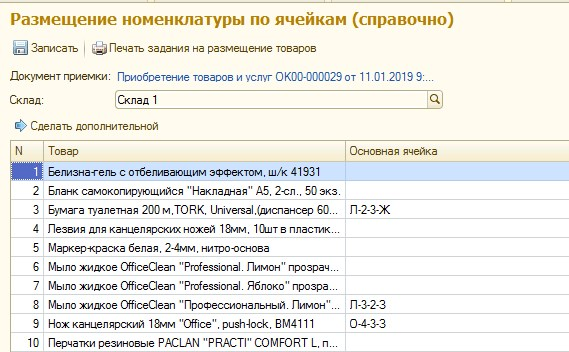 Размещение номенклатуры по ячейкам (справочно)
Записать Печать задания на размещение товаров
Документ приемки: Приобретение товаров и услуг ОК00-000029 от 11.01.2019 9:...
Склад: Склад 1
Сделать дополнительной
N Товар Основная ячейка
1 Белизна-гель с отбеливающим эффектом, ш/к 41931
2 Бланк самокопирующийся "Накладная" А5, 2-сл., 50 экз.
3 Бумага туалетная 200 м,TORK, Universal,(диспансер 60... Л-2-3-Ж
4 Лезвия для канцелярских ножей 18мм, 10шт в пластик...
5 Маркер-краска белая, 2-4мм, нитро-основа
6 Мыло жидкое OfficeClean "Professional. Лимон" прозрач...
7 Мыло жидкое OfficeClean "Professional. Яблоко" прозра...
8 Мыло жидкое OfficeClean "Профессиональный. Лимон"... Л-3-2-З
9 Нож канцелярский 18мм "Office", push-lock, BM4111 О-4-3-З
10 Перчатки резиновые PACLAN "PRACTI" COMFORT L, п...